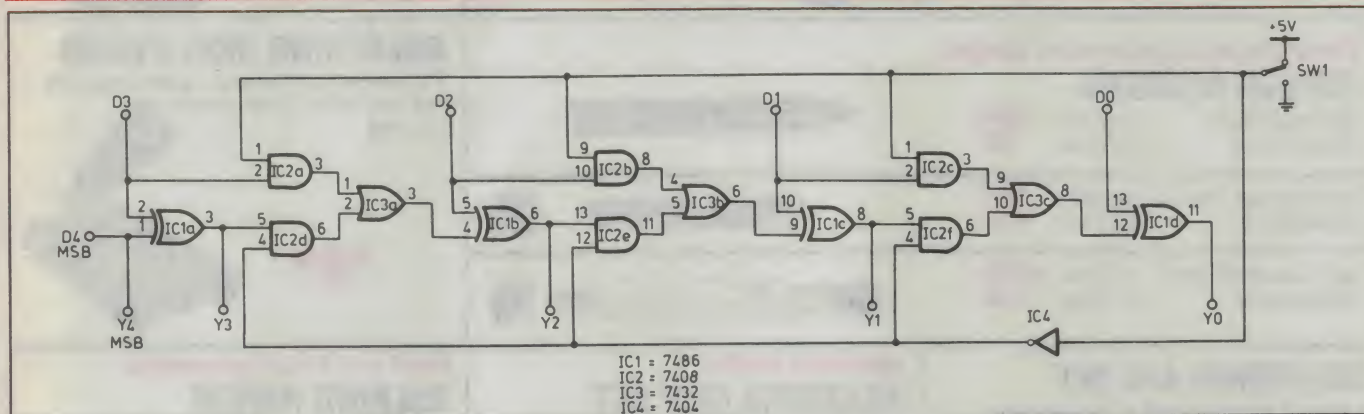 +5V
SW1
D3
D2
D1
D0
1
2
IC2a
3
9
10
IC2b
8
1
2
IC2c
3
1
2
IC3a
3
4
5
IC3b
6
9
10
IC3c
8
2
1
IC1a
3
5
4
IC2d
6
5
4
IC1b
6
13
12
IC2e
11
10
9
IC1c
8
5
4
IC2f
6
13
12
IC1d
11
D4
MSB
Y4
MSB
Y3
Y2
Y1
Y0
IC4
IC1 = 7486
IC2 = 7408
IC3 = 7432
IC4 = 7404